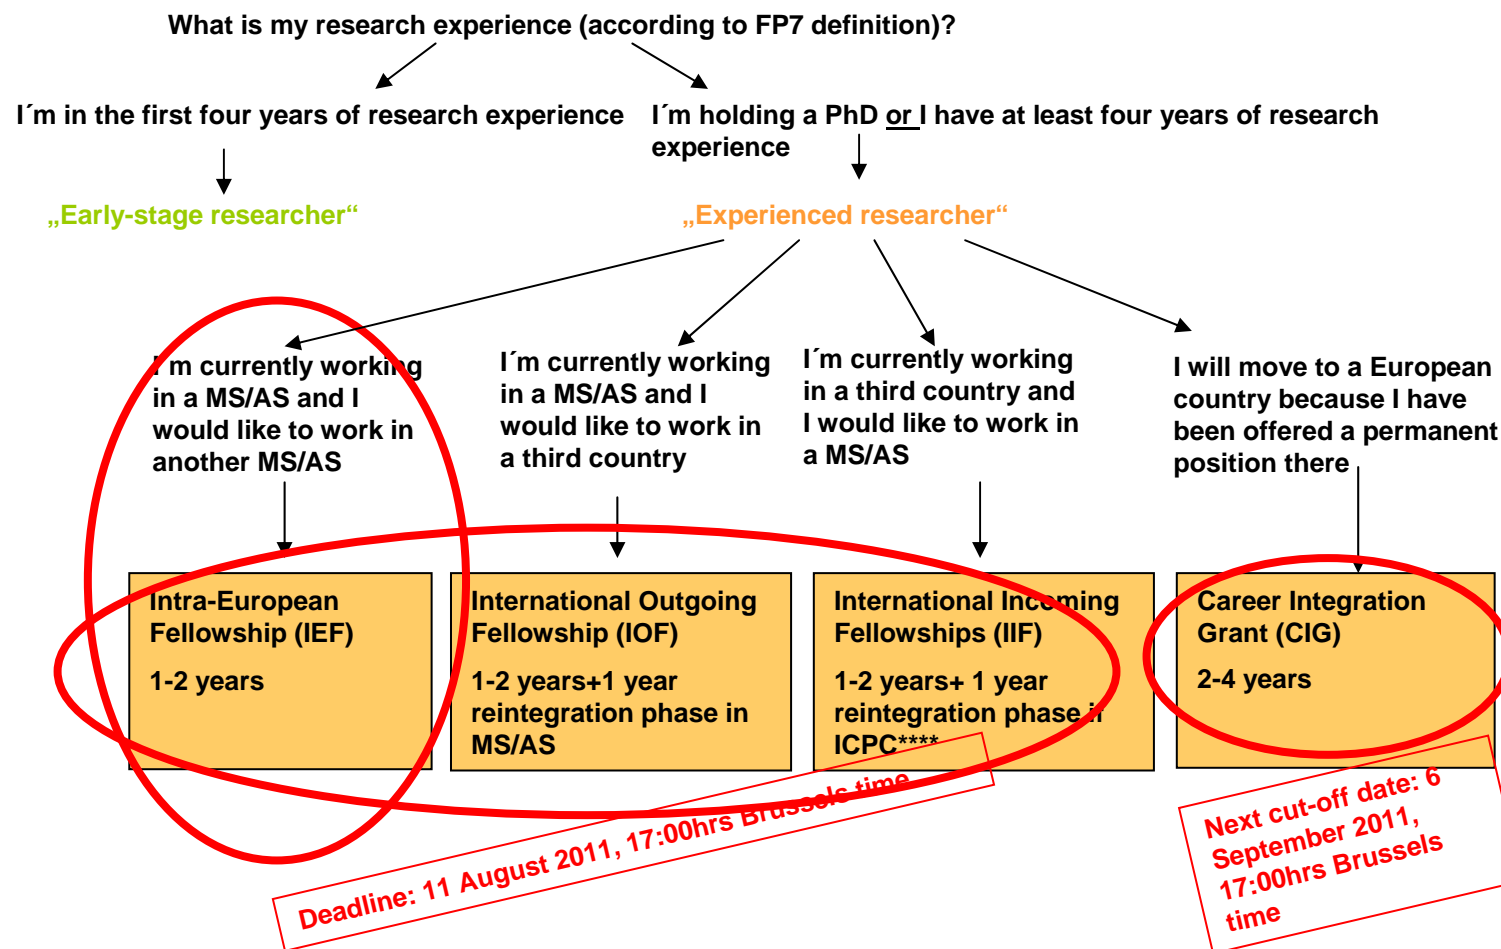 What is my research experience (according to FP7 definition)?
I´m in the first four years of research experience
I´m holding a PhD or I have at least four years of research
experience
„Early-stage researcher“
„Experienced researcher“
I´m currently working
in a MS/AS and I
would like to work in
another MS/AS
I´m currently working
in a MS/AS and I
would like to work in
a third country
I´m currently working
in a third country and
I would like to work in
a MS/AS
I will move to a European
country because I have
been offered a permanent
position there
Intra-European
Fellowship (IEF)
1-2 years
International Outgoing
Fellowship (IOF)
1-2 years+1 year
reintegration phase in
MS/AS
International Incoming
Fellowships (IIF)
1-2 years+ 1 year
reintegration phase if
ICPC****
Career Integration
Grant (CIG)
2-4 years
Deadline: 11 August 2011, 17:00hrs Brussels time
Next cut-off date: 6
September 2011,
17:00hrs Brussels
time